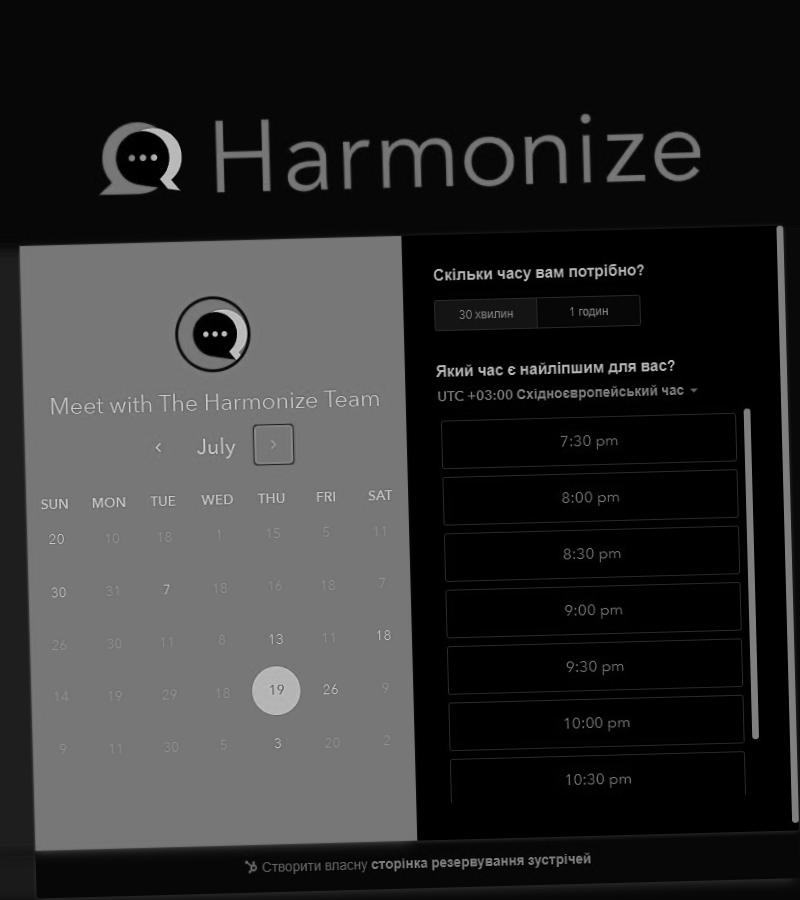 Harmonize
Meet with The Harmonize Team
July
SUN MON TUE WED THU FRI SAT
20 10 18 1 15 5 11
30 31 7 18 16 18 7
26 30 11 8 13 11 18
14 19 29 18 19 26 9
9 11 30 5 3 20 2
Скільки часу вам потрібно?
30 хвилин 1 годин
Який час є найліпшим для вас?
UTC +03:00 Східноєвропейський час
7:30 pm
8:00 pm
8:30 pm
9:00 pm
9:30 pm
10:00 pm
10:30 pm
Створити власну сторінка резервування зустрічей